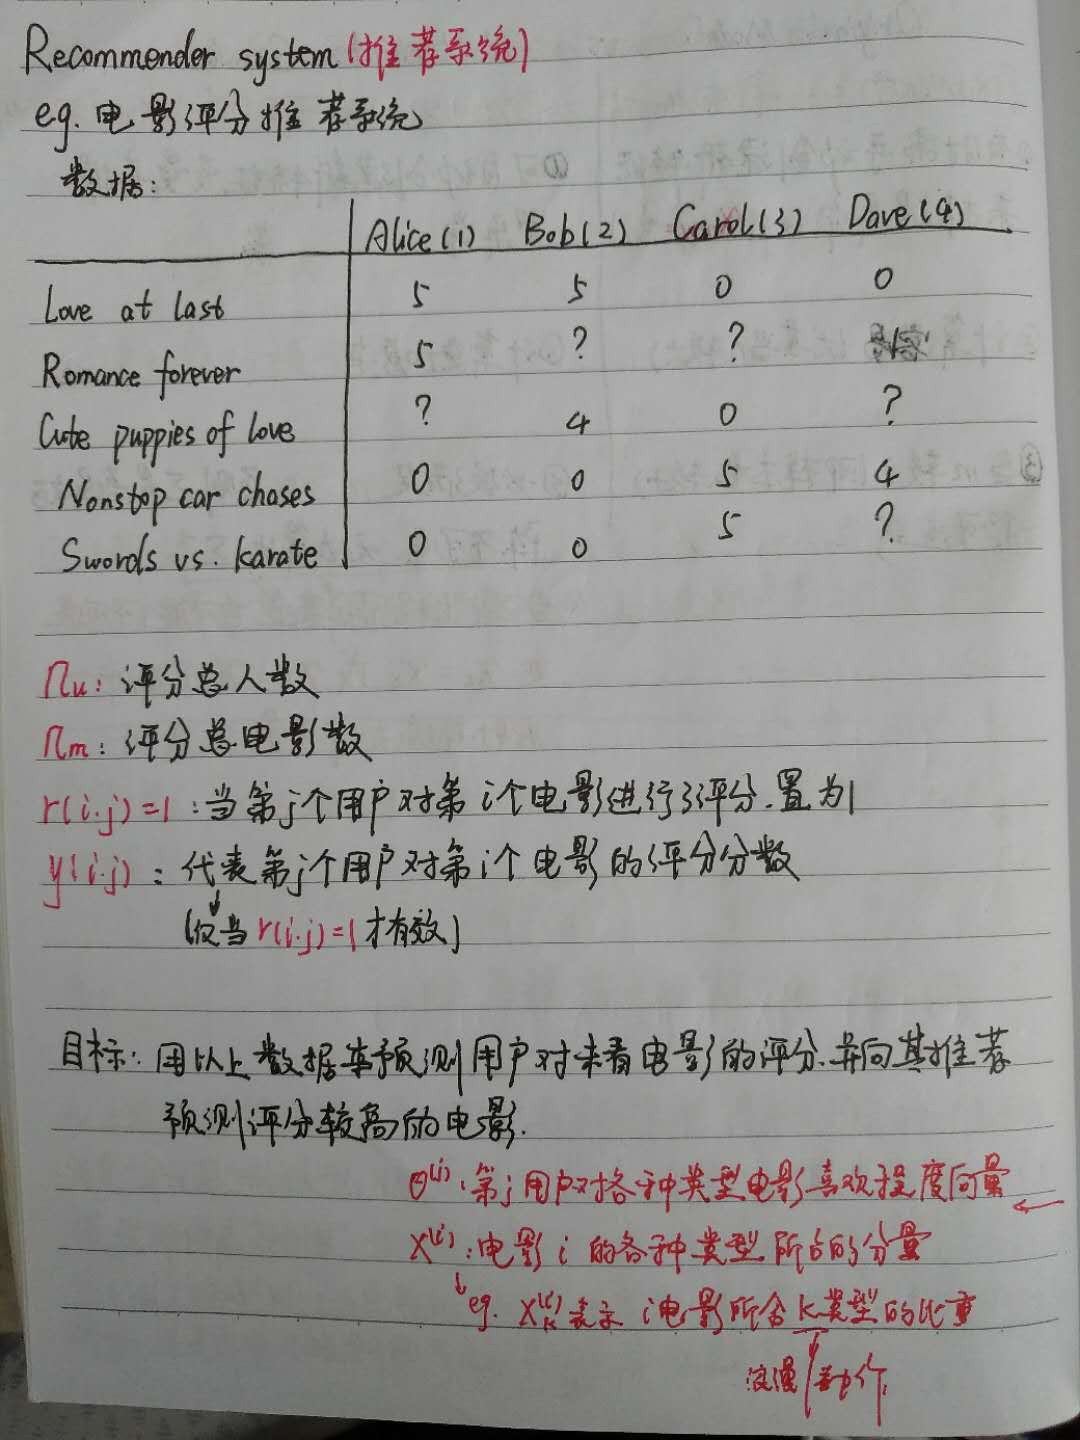 Recommender system (推荐系统)
eg. 电影评分推荐系统
数据:
Alice(1) Bob(2) Carol(3) Dave(4)
Love at last 5 5 0 0
Romance forever 5 ? ?
Cute puppies of love ? 4 0 ?
Nonstop car chases 0 0 5 4
Swords vs. karate 0 0 5 ?
nu: 评分总人数
nm: 评分总电影数
r(i.j)=1: 当第j个用户对第i个电影进行了评分.置为1
y(i.j): 代表第j个用户对第i个电影的评分分数
(仅当r(i.j)=1才有效)
目标: 用以上数据来预测用户对未看电影的评分.并向其推荐
预测评分较高的电影.
θ(j): 第j用户对各种类型电影喜欢程度向量
X(i): 电影i的各种类型所占的分量
eg. Xk(i)表示 i电影所含k类型的比重
浪漫/动作